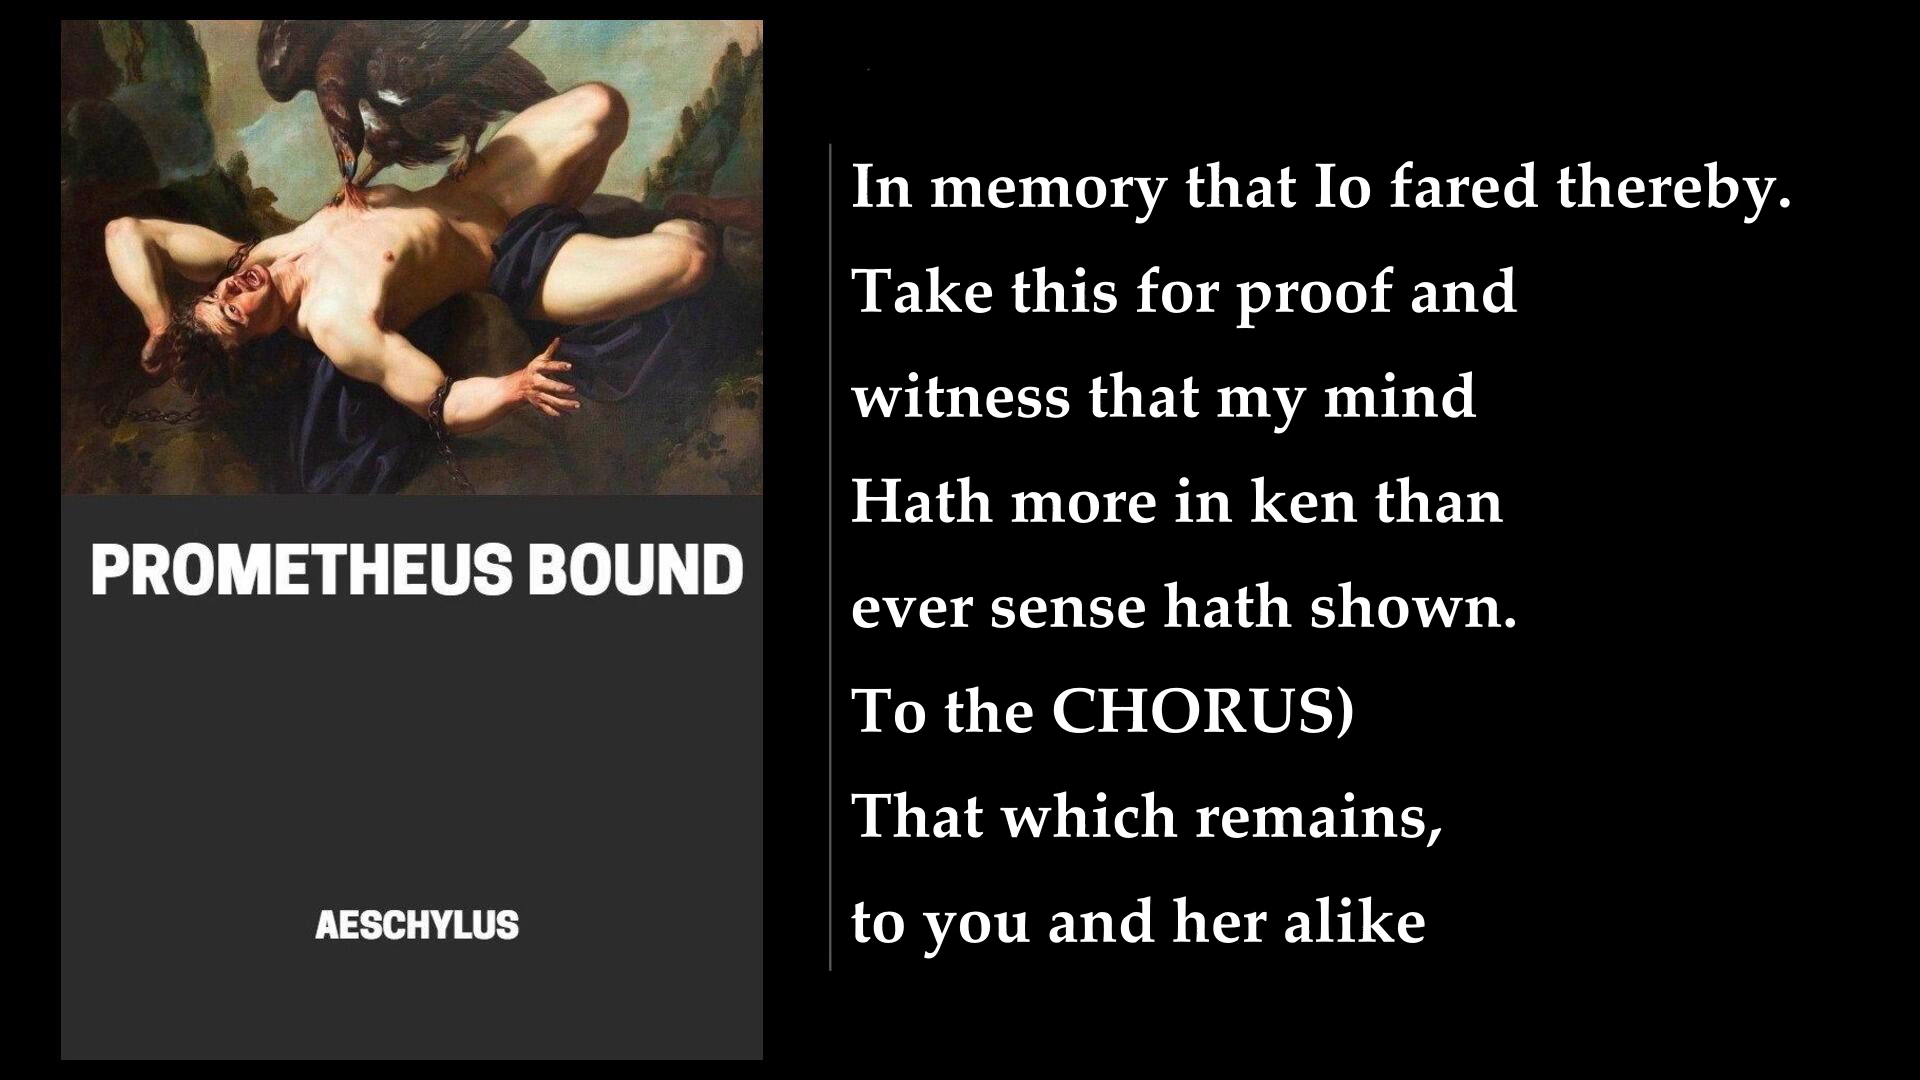 PROMETHEUS BOUND
AESCHYLUS
In memory that Io fared thereby.
Take this for proof and
witness that my mind
Hath more in ken than
ever sense hath shown.
To the CHORUS)
That which remains,
to you and her alike